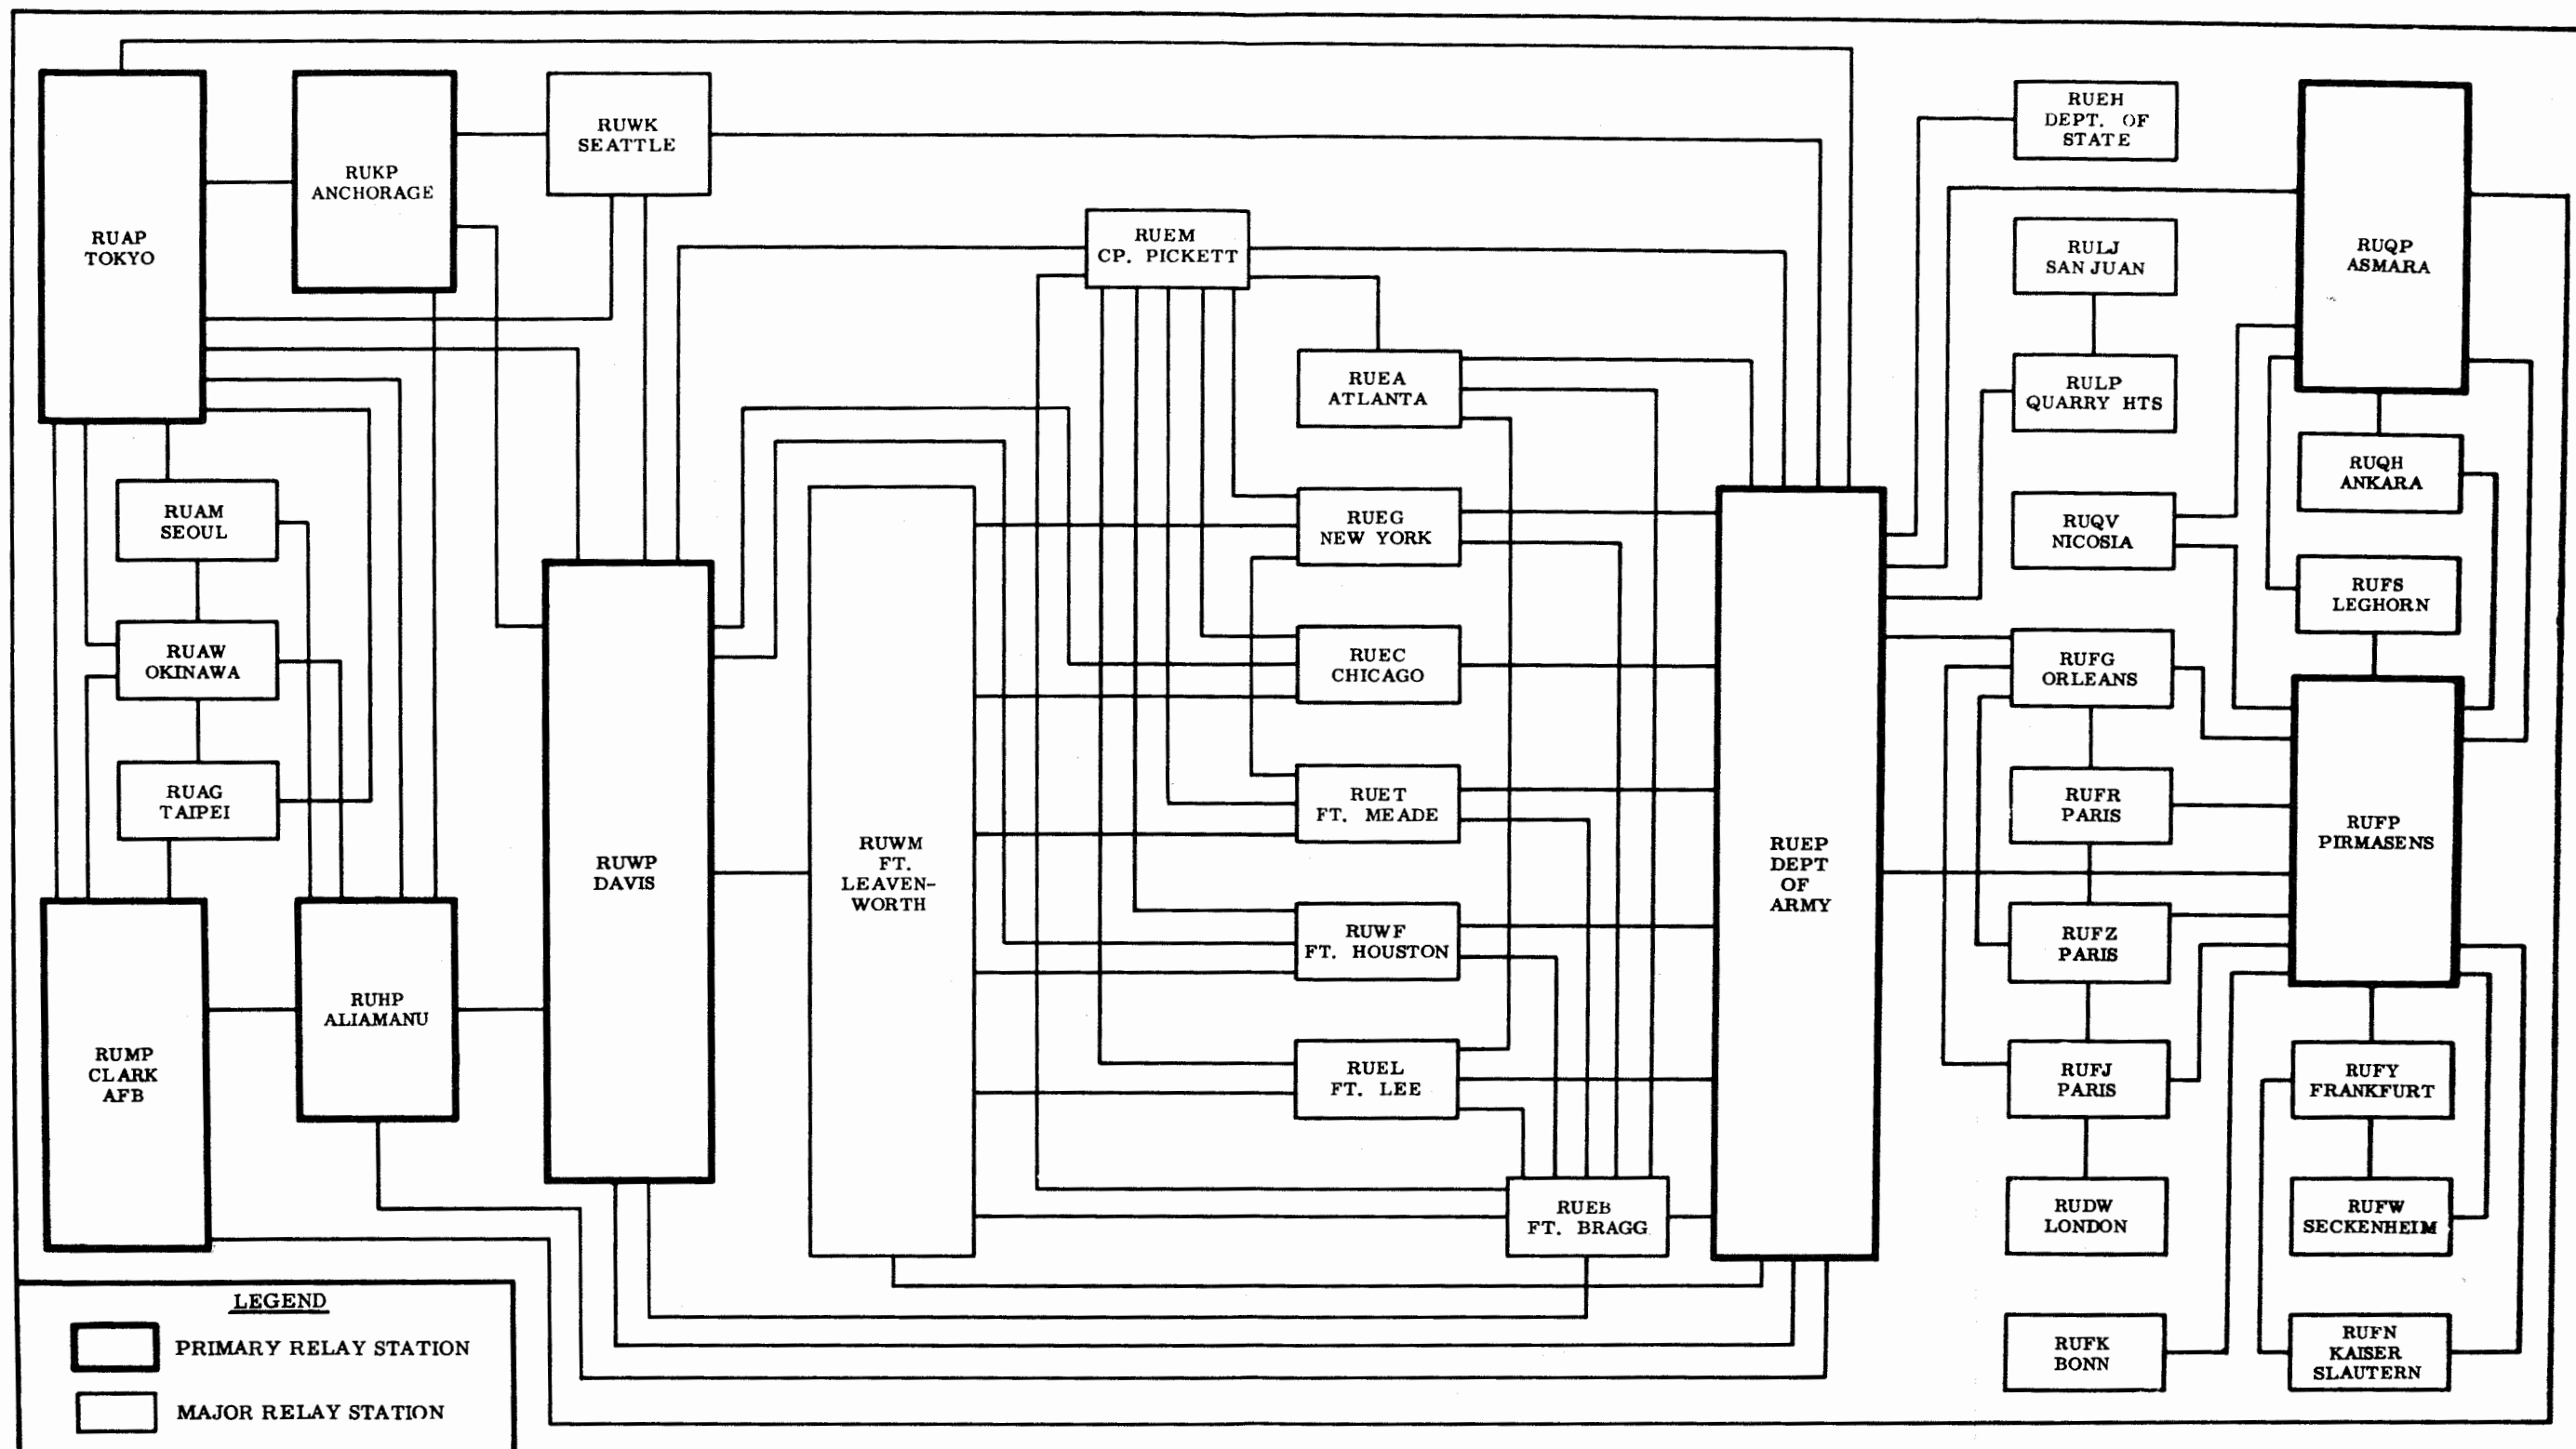 RUAP
TOKYO
RUKP
ANCHORAGE
RUWK
SEATTLE
RUEM
CP. PICKETT
RUEH
DEPT. OF
STATE
RUQP
ASMARA
RULJ
SAN JUAN
RUEA
ATLANTA
RULP
QUARRY HTS
RUQH
ANKARA
RUAM
SEOUL
RUEG
NEW YORK
RUQV
NICOSIA
RUFS
LEGHORN
RUAW
OKINAWA
RUEC
CHICAGO
RUFG
ORLEANS
RUAG
TAIPEI
RUET
FT. MEADE
RUFR
PARIS
RUFP
PIRMASENS
RUWP
DAVIS
RUWM
FT.
LEAVEN-
WORTH
RUEP
DEPT
OF
ARMY
RUWF
FT. HOUSTON
RUFZ
PARIS
RUMP
CLARK
AFB
RUHP
ALIAMANU
RUEL
FT. LEE
RUFJ
PARIS
RUFY
FRANKFURT
RUEB
FT. BRAGG
RUDW
LONDON
RUFW
SECKENHEIM
RUFK
BONN
RUFN
KAISER
SLAUTERN
LEGEND
PRIMARY RELAY STATION
MAJOR RELAY STATION